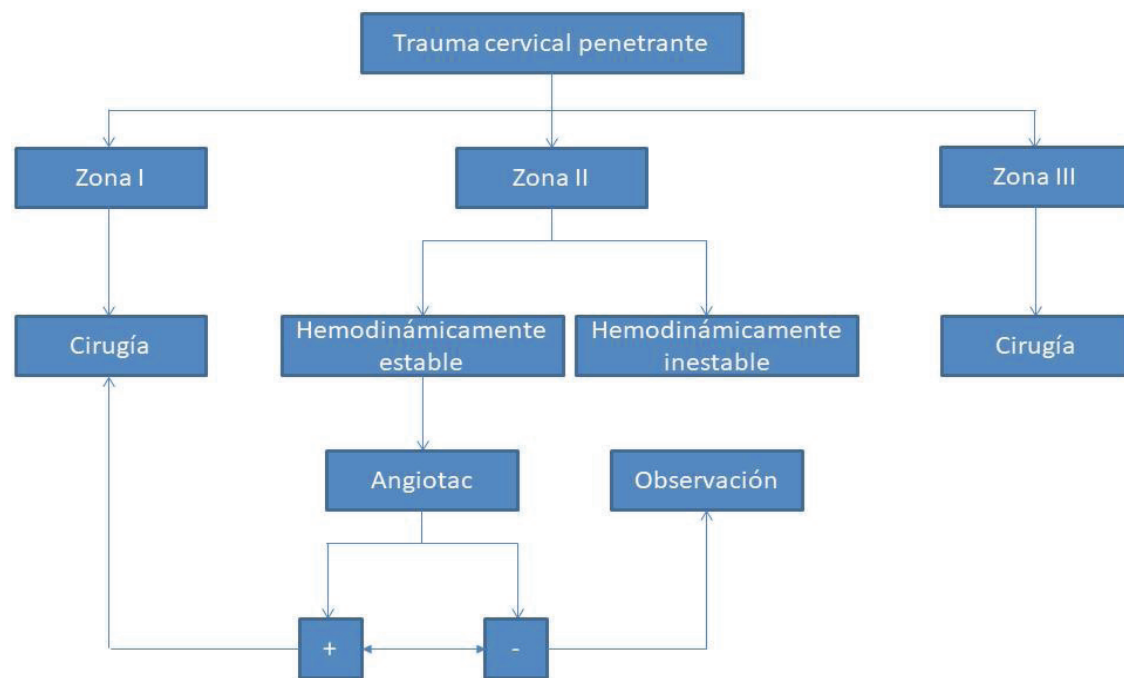 Trauma cervical penetrante
Zona I
Zona II
Zona III
Cirugía
Hemodinámicamente
estable
Hemodinámicamente
inestable
Cirugía
Angiotac
Observación
+
-